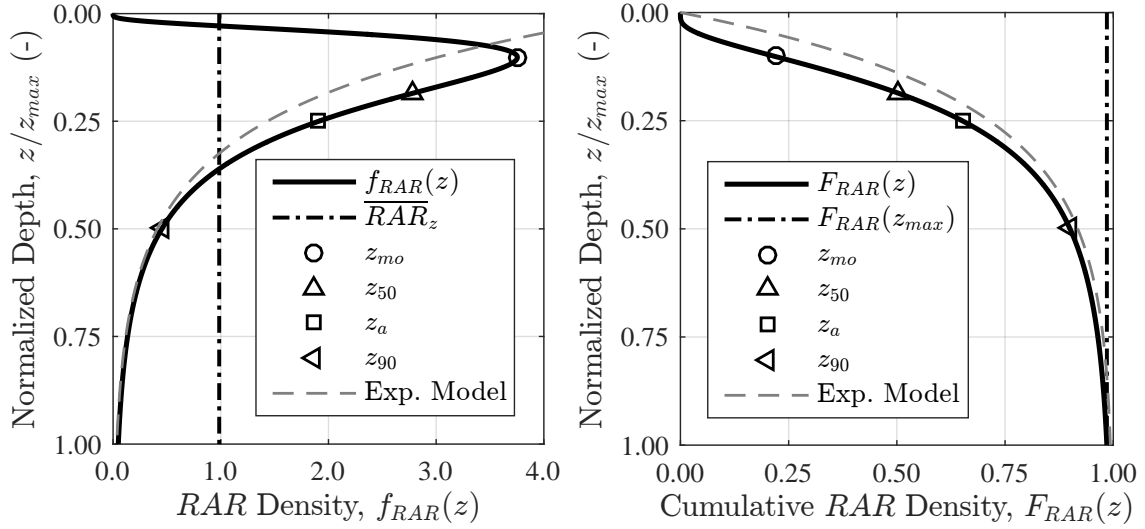 Normalized Depth, z/z_max (-)
0.00
0.25
0.50
0.75
1.00
f_RAR(z)
RAR_z
z_mo
z_50
z_a
z_90
Exp. Model
0.0
1.0
2.0
3.0
4.0
RAR Density, f_RAR(z)
Normalized Depth, z/z_max (-)
0.00
0.25
0.50
0.75
1.00
F_RAR(z)
F_RAR(z_max)
z_mo
z_50
z_a
z_90
Exp. Model
0.00
0.25
0.50
0.75
1.00
Cumulative RAR Density, F_RAR(z)